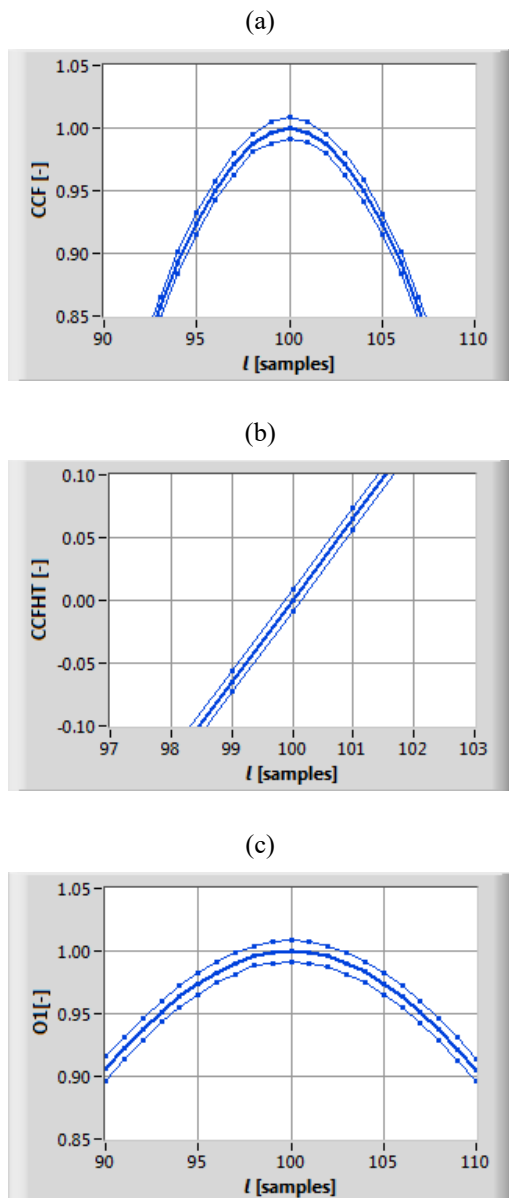 (a)
1.05
1.00
0.95
0.90
0.85
CCF [-]
90 95 100 105 110
l [samples]
(b)
0.10
0.05
0.00
-0.05
-0.10
CCFHT [-]
97 98 99 100 101 102 103
l [samples]
(c)
1.05
1.00
0.95
0.90
0.85
O1[-]
90 95 100 105 110
l [samples]